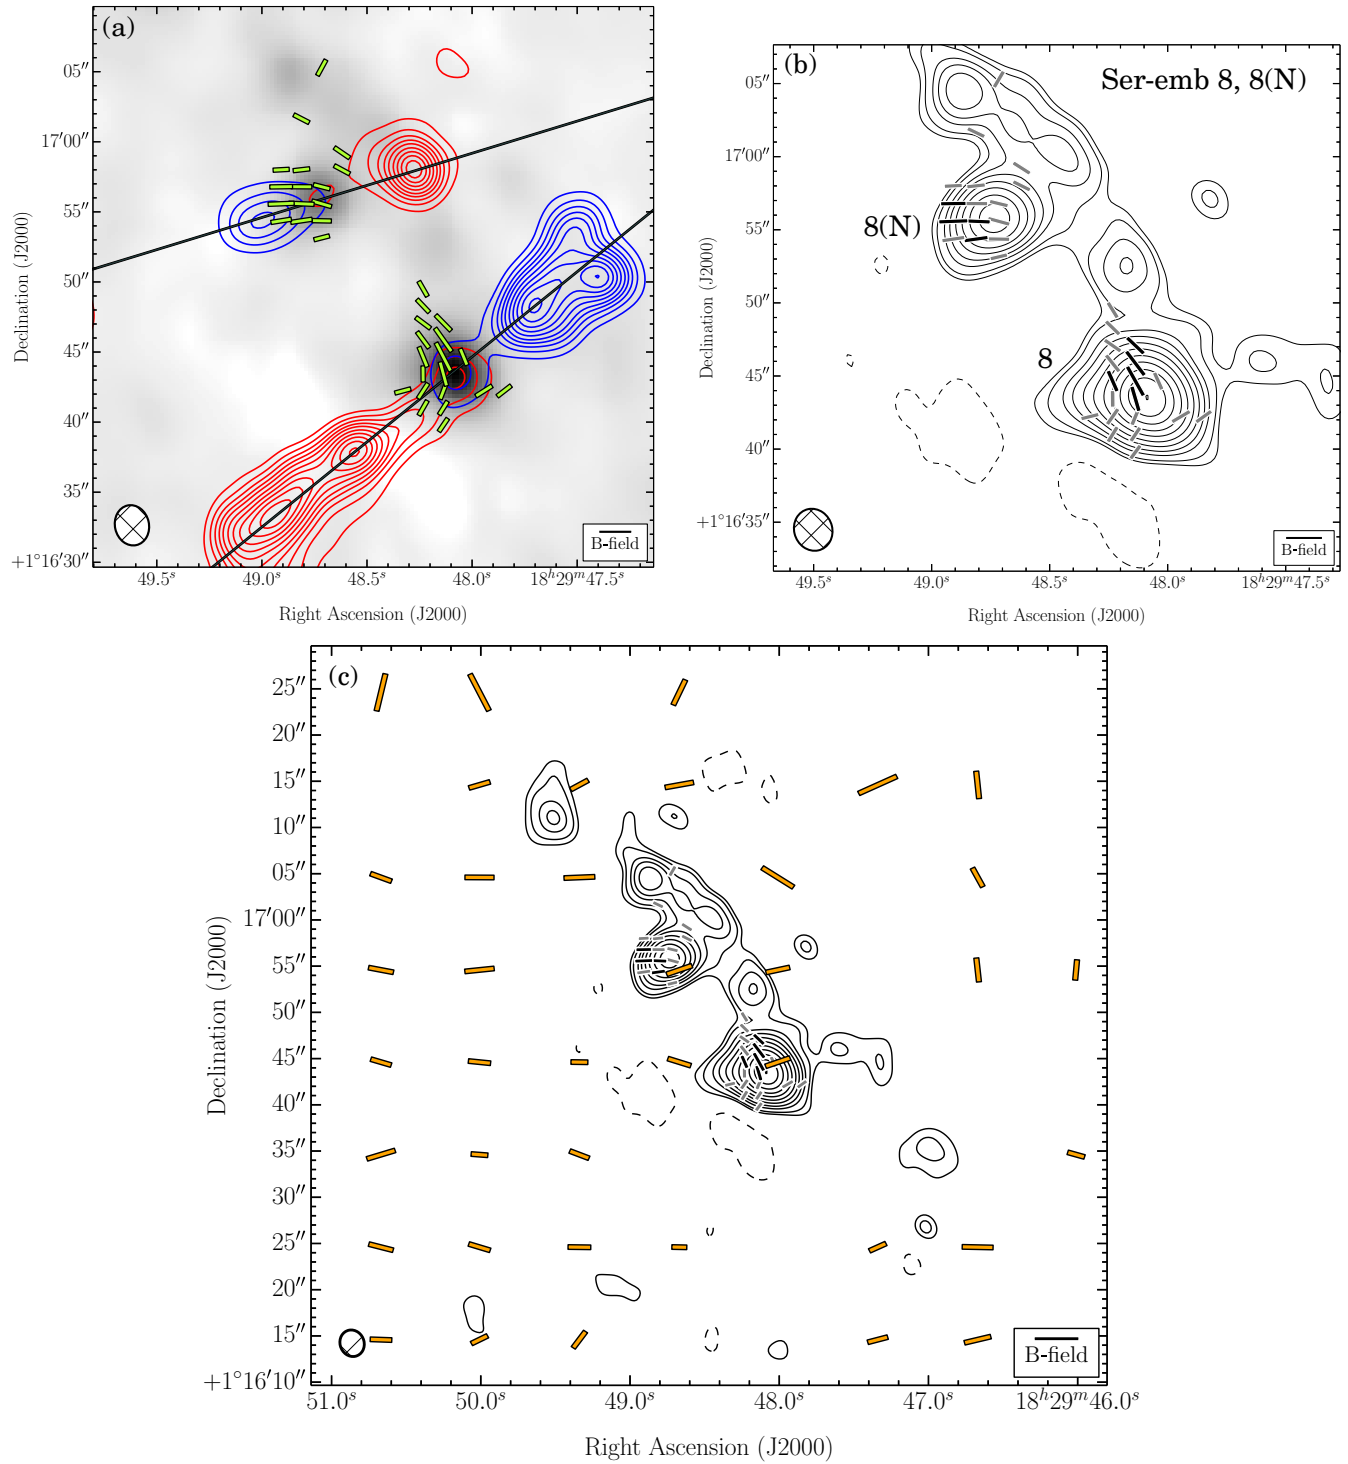 (a)
05″
17′00″
55″
50″
45″
40″
35″
+1°16′30″
Declination (J2000)
B-field
49.5ˢ
49.0ˢ
48.5ˢ
48.0ˢ
18ʰ29ᵐ47.5ˢ
Right Ascension (J2000)
(b)
Ser-emb 8, 8(N)
05″
17′00″
8(N)
55″
50″
8
45″
40″
+1°16′35″
Declination (J2000)
B-field
49.5ˢ
49.0ˢ
48.5ˢ
48.0ˢ
18ʰ29ᵐ47.5ˢ
Right Ascension (J2000)
(c)
25″
20″
15″
10″
05″
17′00″
55″
50″
45″
40″
35″
25″
20″
15″
+1°16′10″
Declination (J2000)
B-field
51.0ˢ
50.0ˢ
49.0ˢ
48.0ˢ
47.0ˢ
18ʰ29ᵐ46.0ˢ
Right Ascension (J2000)